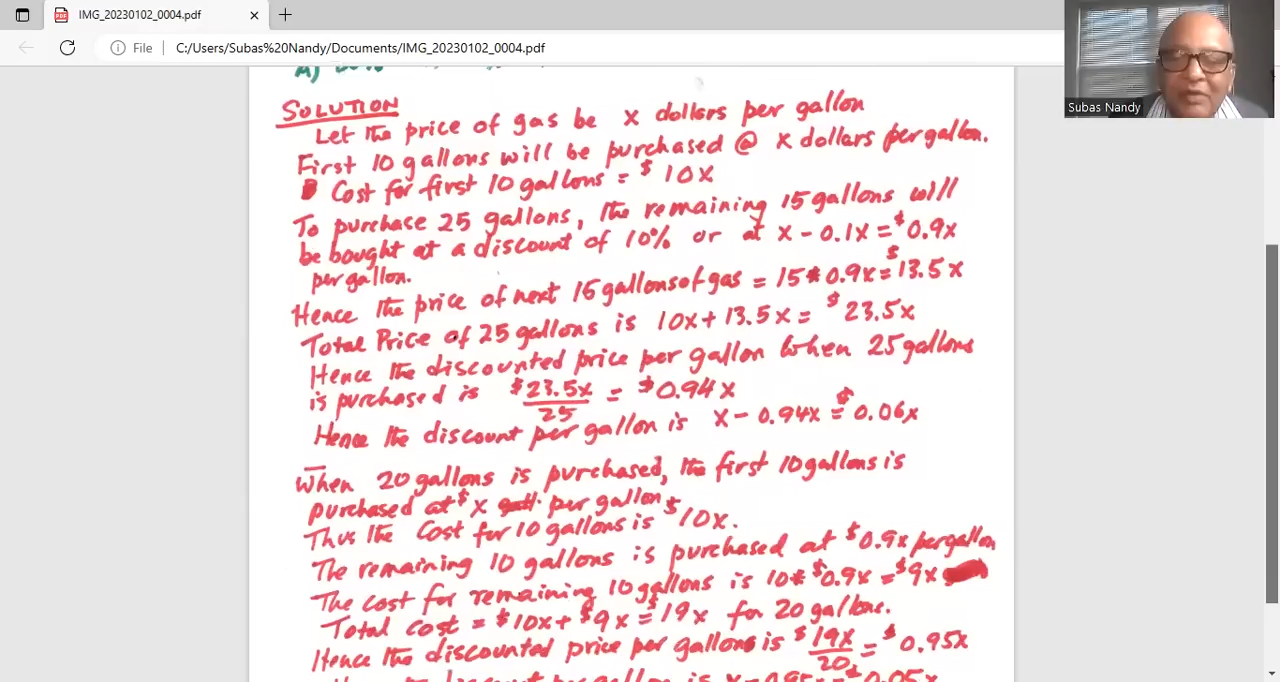 IMG_20230102_0004.pdf
File C:/Users/Subas%20Nandy/Documents/IMG_20230102_0004.pdf
Subas Nandy
A)
SOLUTION
Let the price of gas be x dollars per gallon
First 10 gallons will be purchased @ x dollars per gallon.
Cost for first 10 gallons = $10x
To purchase 25 gallons, the remaining 15 gallons will
be bought at a discount of 10% or at x - 0.1x = $0.9x
per gallon.
Hence the price of next 15 gallons of gas = 15 * 0.9x = $13.5x
Total Price of 25 gallons is 10x + 13.5x = $23.5x
Hence the discounted price per gallon when 25 gallons
is purchased is $23.5x/25 = $0.94x
Hence the discount per gallon is x - 0.94x = $0.06x
When 20 gallons is purchased, the first 10 gallons is
purchased at $x per gallon
Thus the cost for 10 gallons is $10x.
The remaining 10 gallons is purchased at $0.9x per gallon
The cost for remaining 10 gallons is 10 * $0.9x = $9x
Total cost = $10x + $9x = $19x for 20 gallons.
Hence the discounted price per gallons is $19x/20 = $0.95x